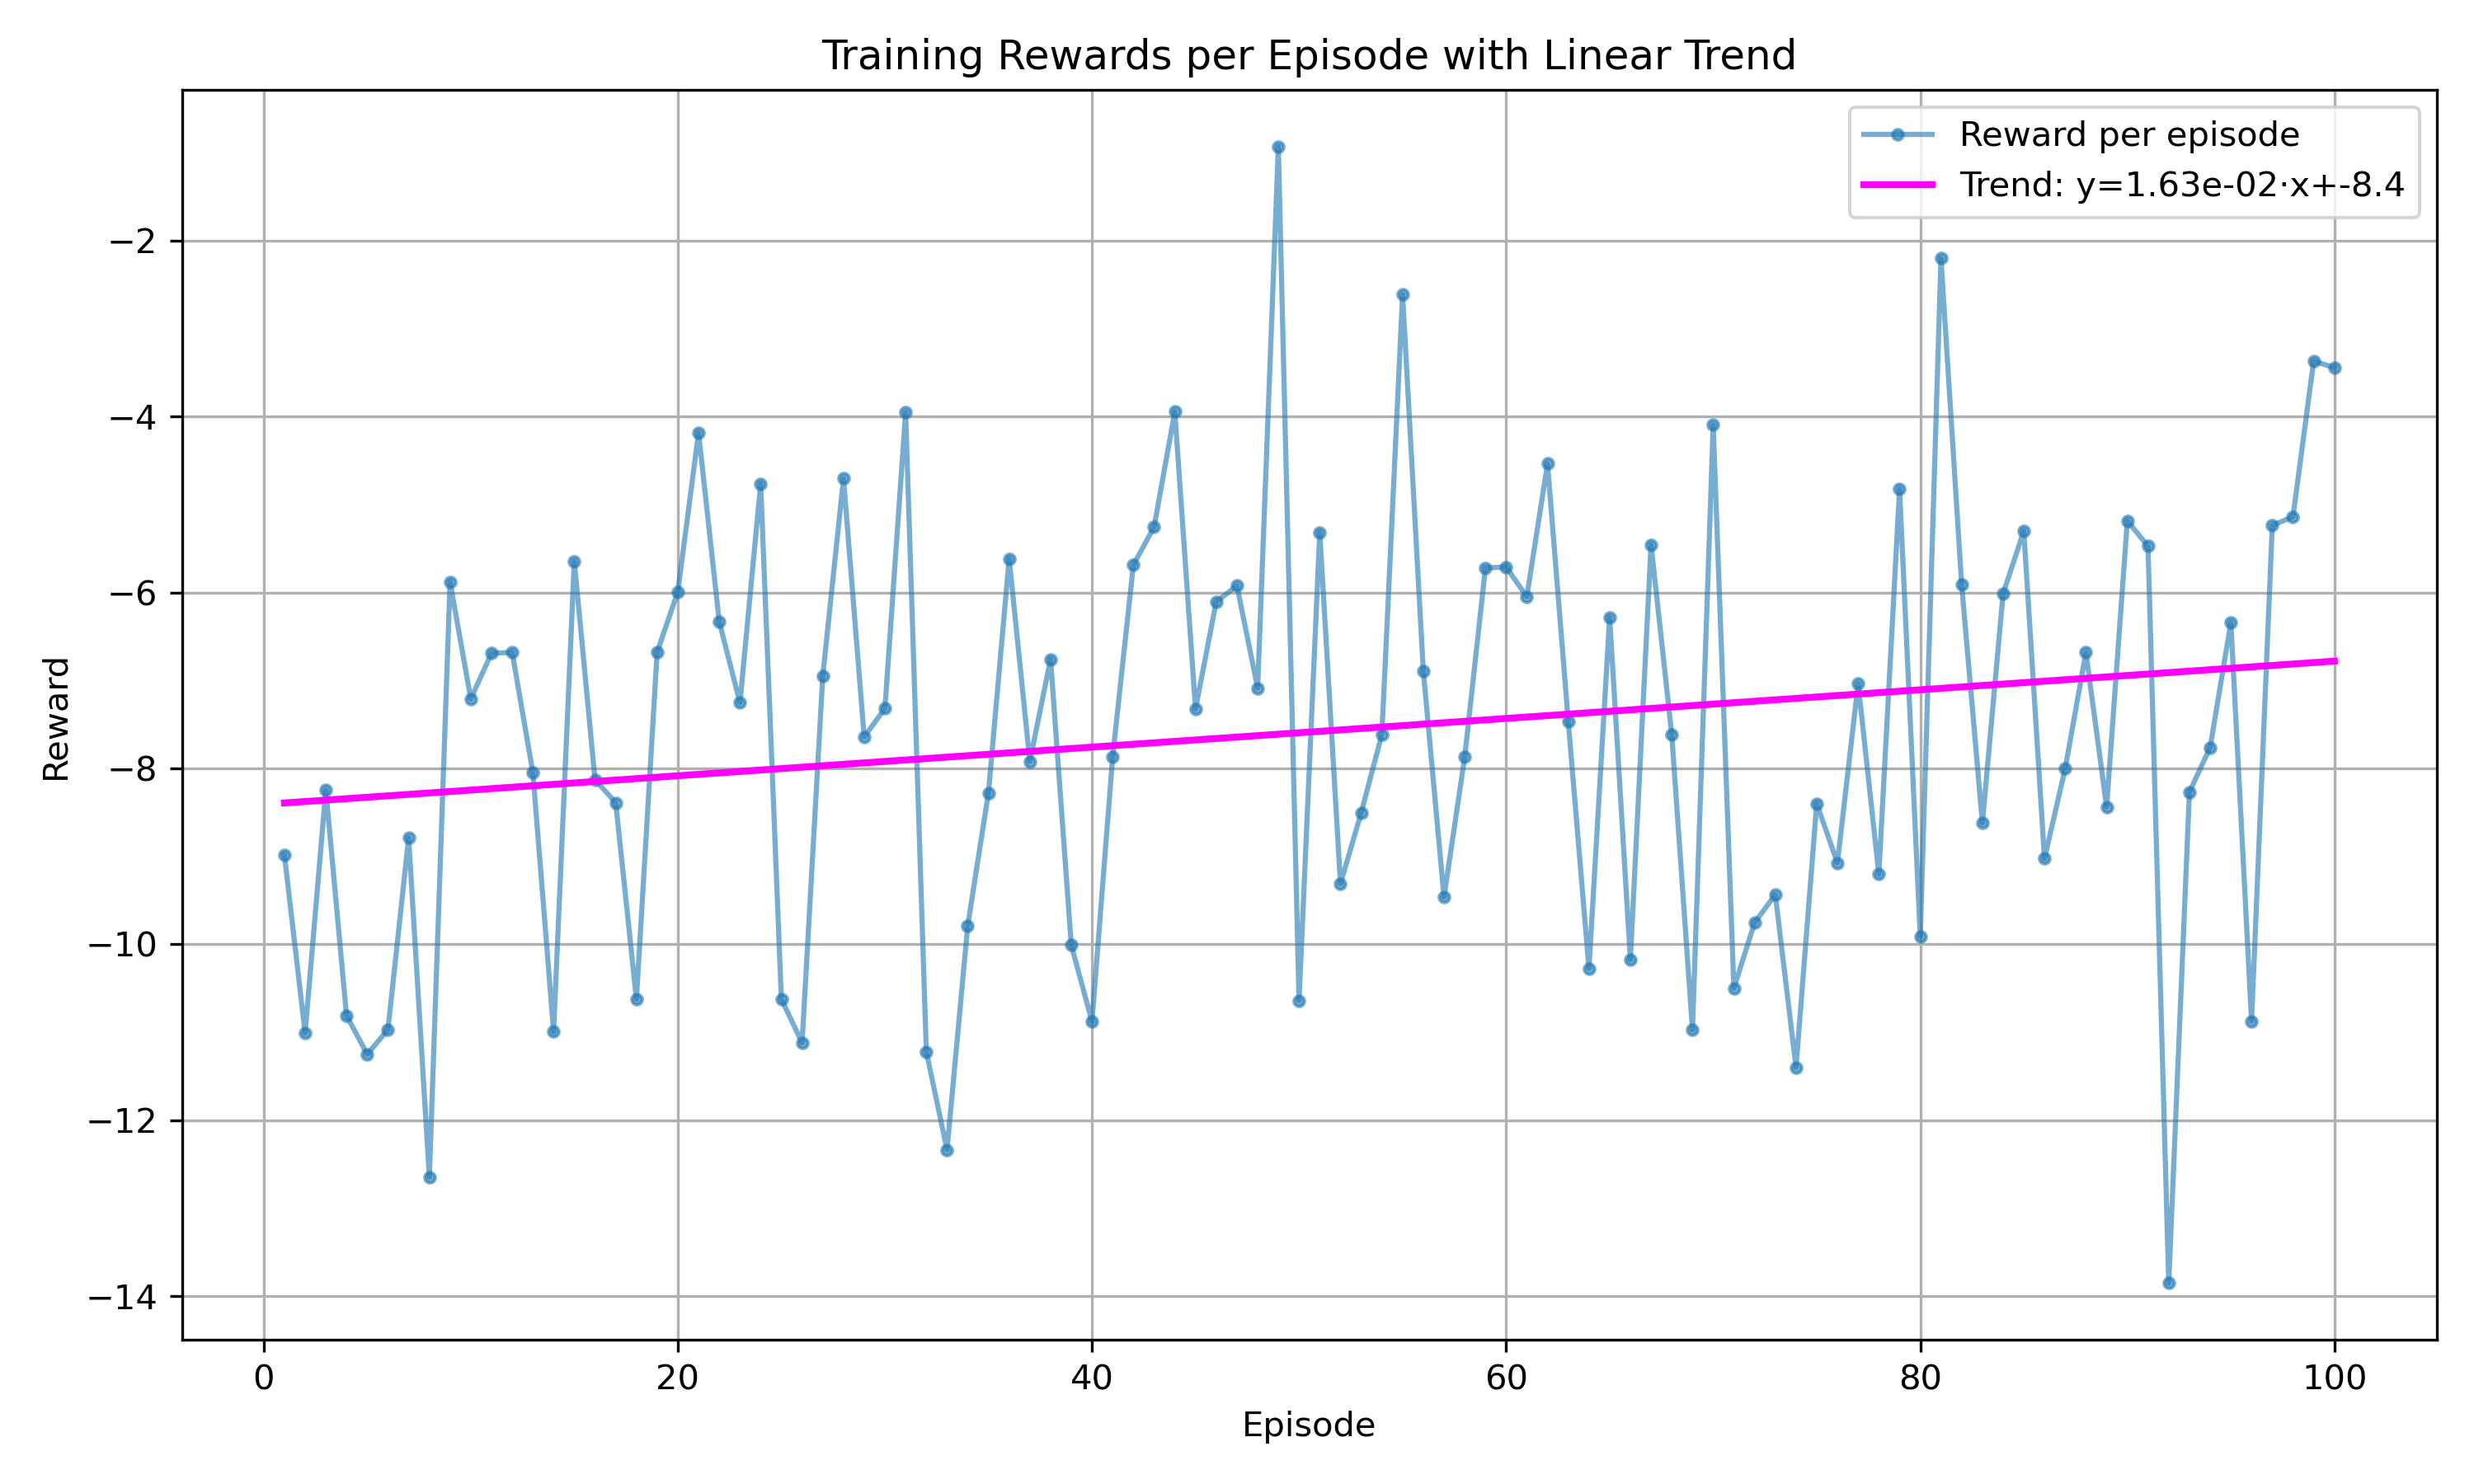 Training Rewards per Episode with Linear Trend
Reward per episode
Trend: y=1.63e-02·x+-8.4
−2
−4
−6
−8
−10
−12
−14
Reward
0 20 40 60 80 100
Episode